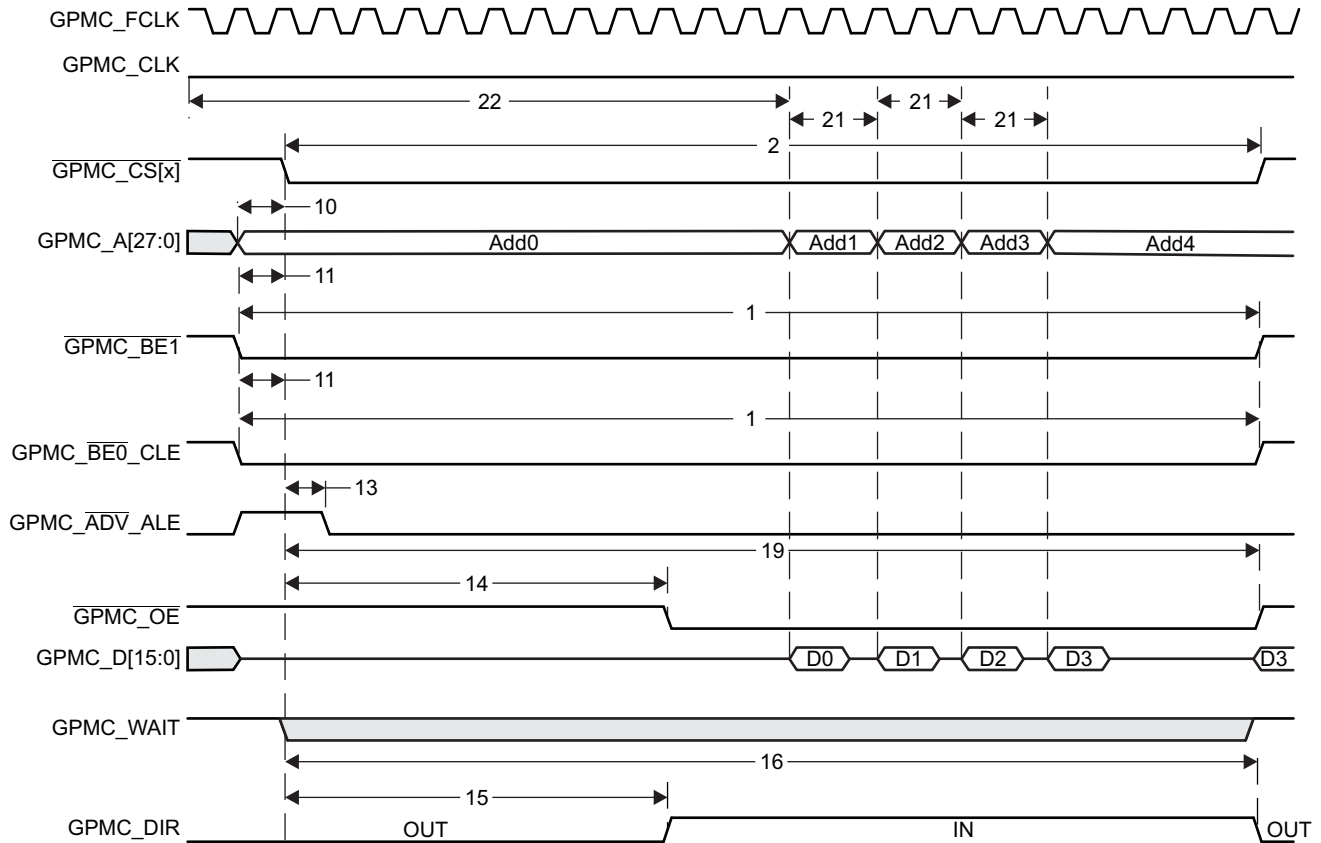 GPMC_FCLK
GPMC_CLK
22
21
21
21
2
GPMC_CS[x]
10
GPMC_A[27:0]
Add0
Add1
Add2
Add3
Add4
11
1
GPMC_BE1
11
1
GPMC_BE0_CLE
13
GPMC_ADV_ALE
19
14
GPMC_OE
GPMC_D[15:0]
D0
D1
D2
D3
D3
GPMC_WAIT
16
15
GPMC_DIR
OUT
IN
OUT